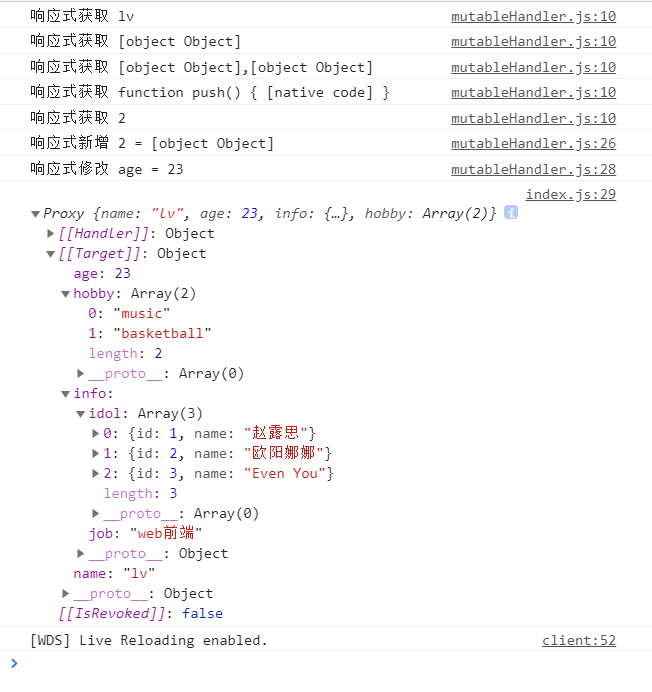 响应式获取 lv mutableHandler.js:10
响应式获取 [object Object] mutableHandler.js:10
响应式获取 [object Object],[object Object] mutableHandler.js:10
响应式获取 function push() { [native code] } mutableHandler.js:10
响应式获取 2 mutableHandler.js:10
响应式新增 2 = [object Object] mutableHandler.js:26
响应式修改 age = 23 mutableHandler.js:28
index.js:29
Proxy {name: "lv", age: 23, info: {…}, hobby: Array(2)} i
[[Handler]]: Object
[[Target]]: Object
age: 23
hobby: Array(2)
0: "music"
1: "basketball"
length: 2
__proto__: Array(0)
info:
idol: Array(3)
0: {id: 1, name: "赵露思"}
1: {id: 2, name: "欧阳娜娜"}
2: {id: 3, name: "Even You"}
length: 3
__proto__: Array(0)
job: "web前端"
__proto__: Object
name: "lv"
__proto__: Object
[[IsRevoked]]: false
[WDS] Live Reloading enabled. client:52